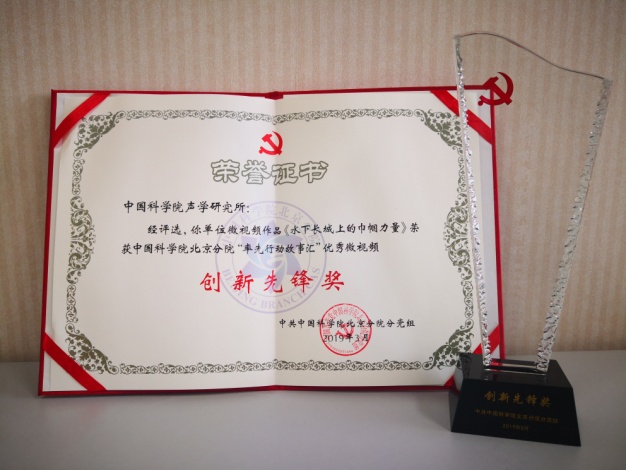 荣誉证书
中国科学院声学研究所：
经评选，你单位微视频作品《水下长城上的巾帼力量》荣
获中国科学院北京分院“率先行动故事汇”优秀微视频
创新先锋奖
中共中国科学院北京分院分党组
2019年3月
BEIJING BRANCH CAS
创新先锋奖